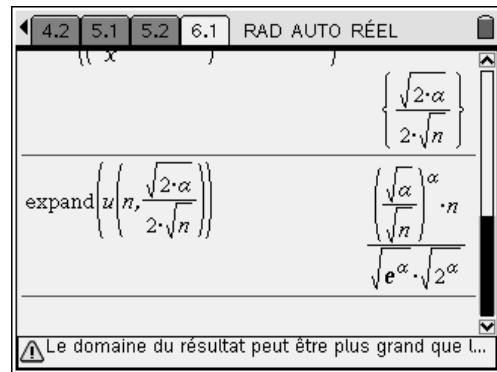 4.2 5.1 5.2 6.1 RAD AUTO RÉEL
x
{ √(2·α) / (2·√n) }
expand(u(n, √(2·α) / (2·√n)))
(√α / √n)^α · n / (√(e^α) · √(2^α))
⚠Le domaine du résultat peut être plus grand que l...